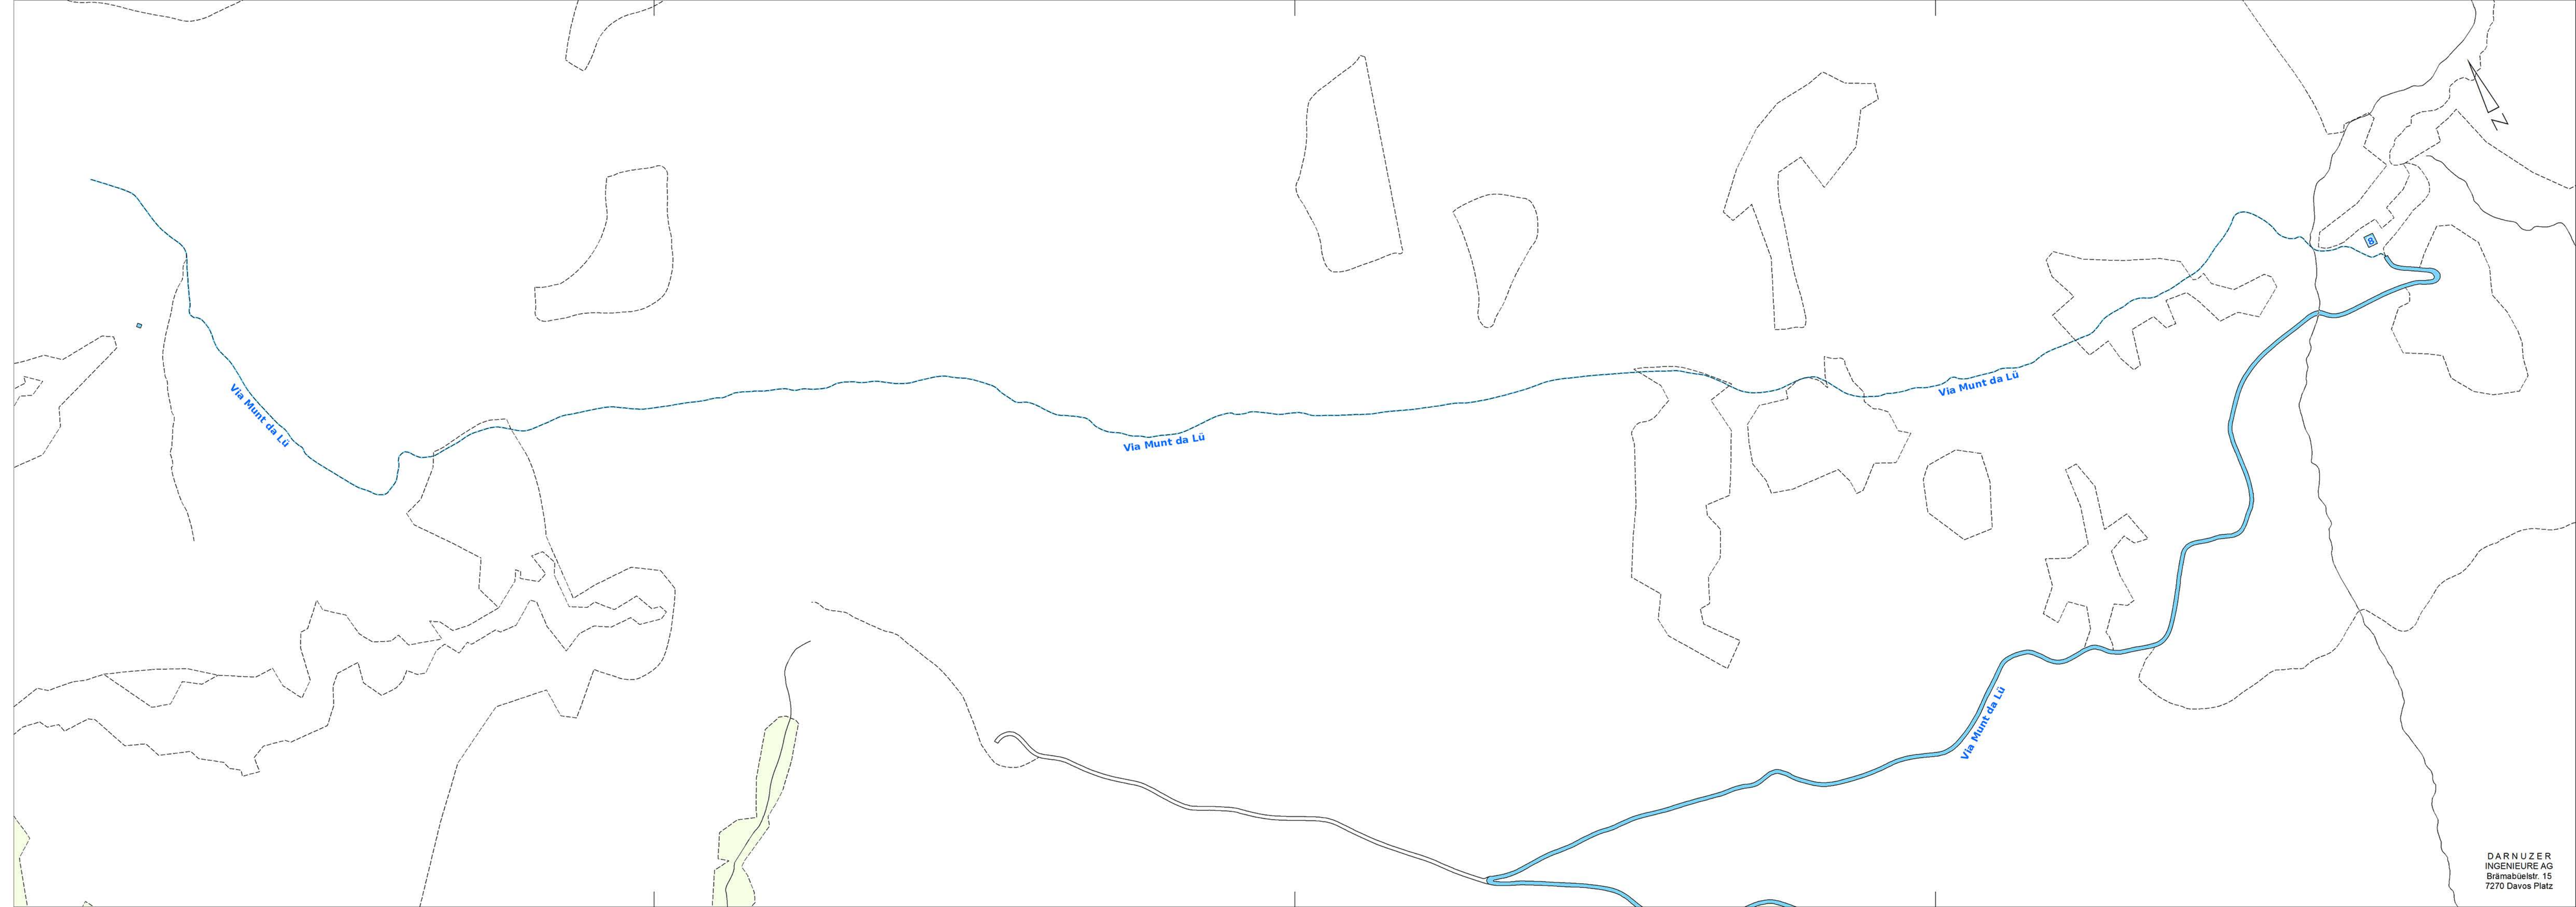 N
8
Via Munt da Lü
Via Munt da Lü
Via Munt da Lü
Via Munt da Lü
DARNUZER
INGENIEURE AG
Brämabüelstr. 15
7270 Davos Platz